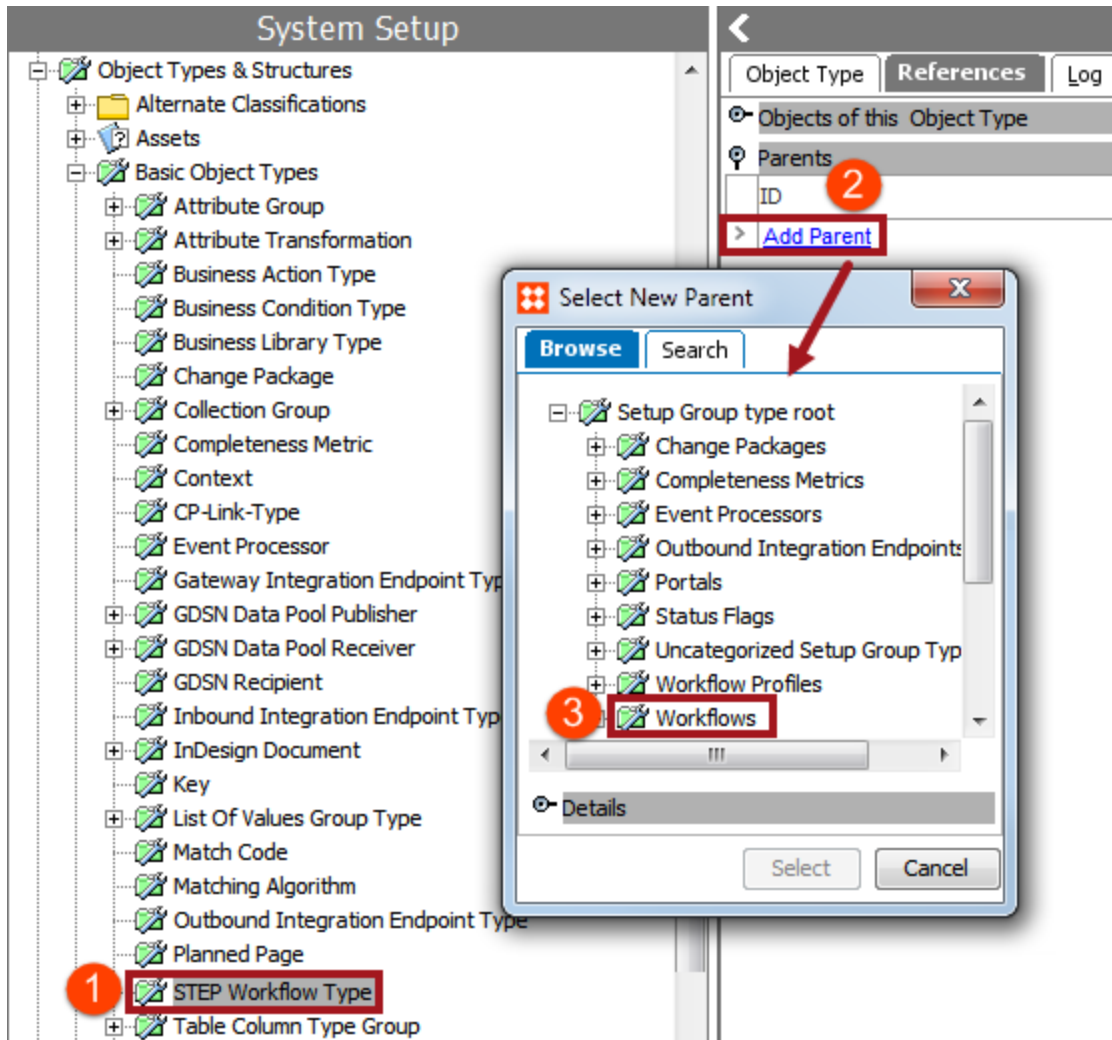 System Setup
Object Types & Structures
Alternate Classifications
Assets
Basic Object Types
Attribute Group
Attribute Transformation
Business Action Type
Business Condition Type
Business Library Type
Change Package
Collection Group
Completeness Metric
Context
CP-Link-Type
Event Processor
Gateway Integration Endpoint Typ
GDSN Data Pool Publisher
GDSN Data Pool Receiver
GDSN Recipient
Inbound Integration Endpoint Typ
InDesign Document
Key
List Of Values Group Type
Match Code
Matching Algorithm
Outbound Integration Endpoint Type
Planned Page
1 STEP Workflow Type
Table Column Type Group
Object Type References Log
Objects of this Object Type
Parents
ID 2
> Add Parent
Select New Parent
Browse Search
Setup Group type root
Change Packages
Completeness Metrics
Event Processors
Outbound Integration Endpoints
Portals
Status Flags
Uncategorized Setup Group Typ
Workflow Profiles
3 Workflows
Details
Select Cancel